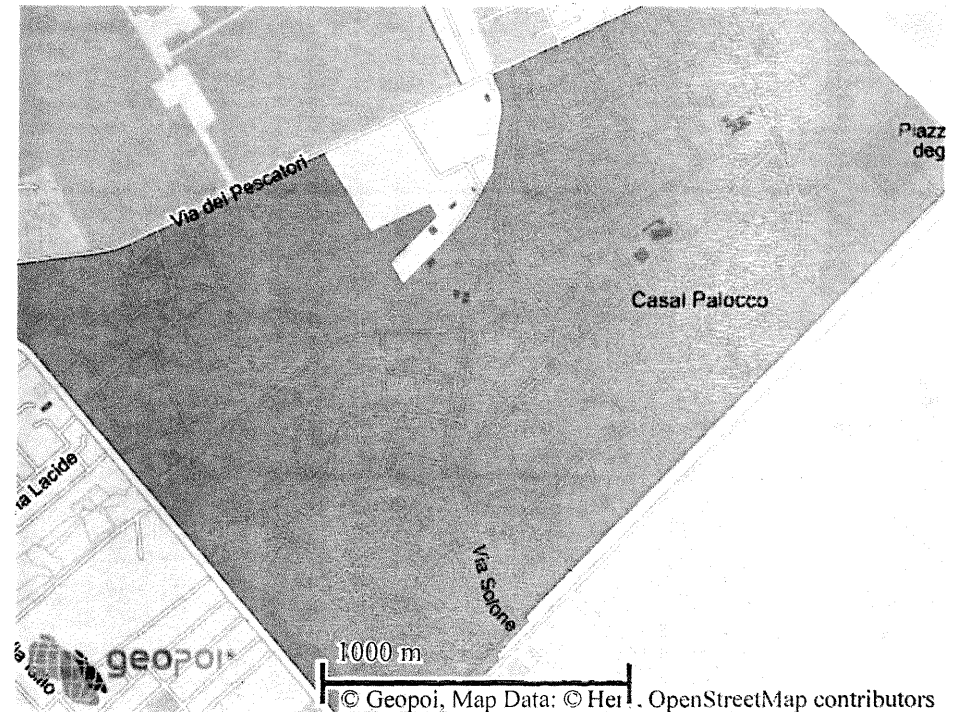 Piazz
deg
Via dei Pescatori
Casal Palocco
Lacide
Via Solone
geopoi
1000 m
© Geopoi, Map Data: © Her . OpenStreetMap contributors